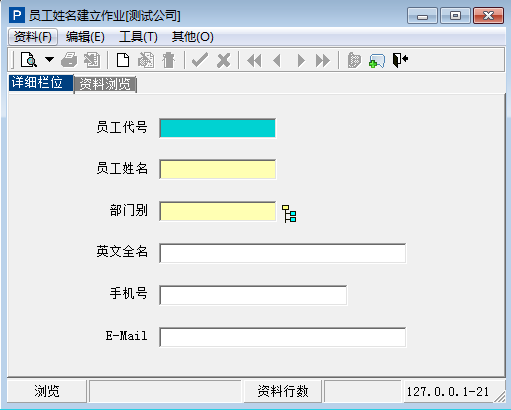 P 员工姓名建立作业[测试公司]
资料(F) 编辑(E) 工具(T) 其他(O)
详细栏位 资料浏览
员工代号
员工姓名
部门别
英文全名
手机号
E-Mail
浏览 资料行数 127.0.0.1-21